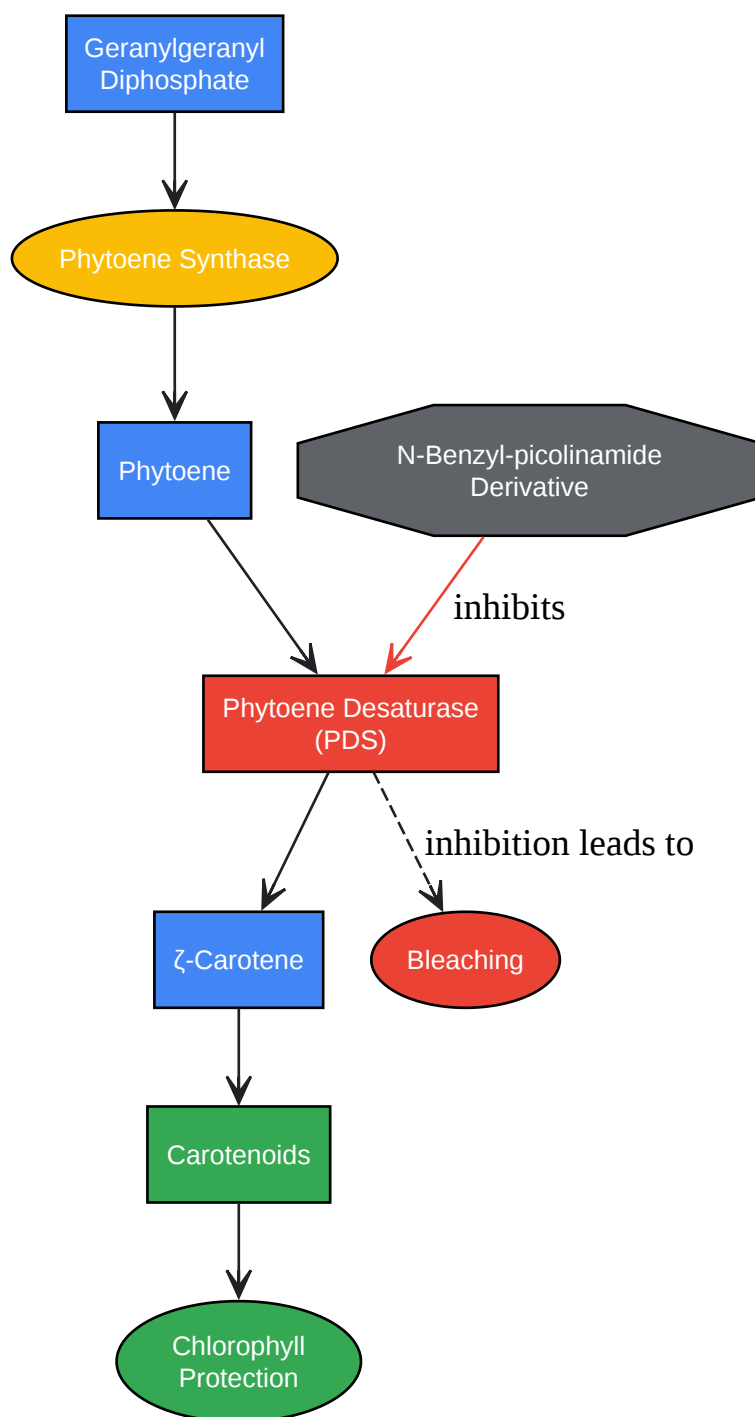 Geranylgeranyl
Diphosphate
Phytoene Synthase
Phytoene
N-Benzyl-picolinamide
Derivative
inhibits
Phytoene Desaturase
(PDS)
inhibition leads to
ζ-Carotene
Bleaching
Carotenoids
Chlorophyll
Protection